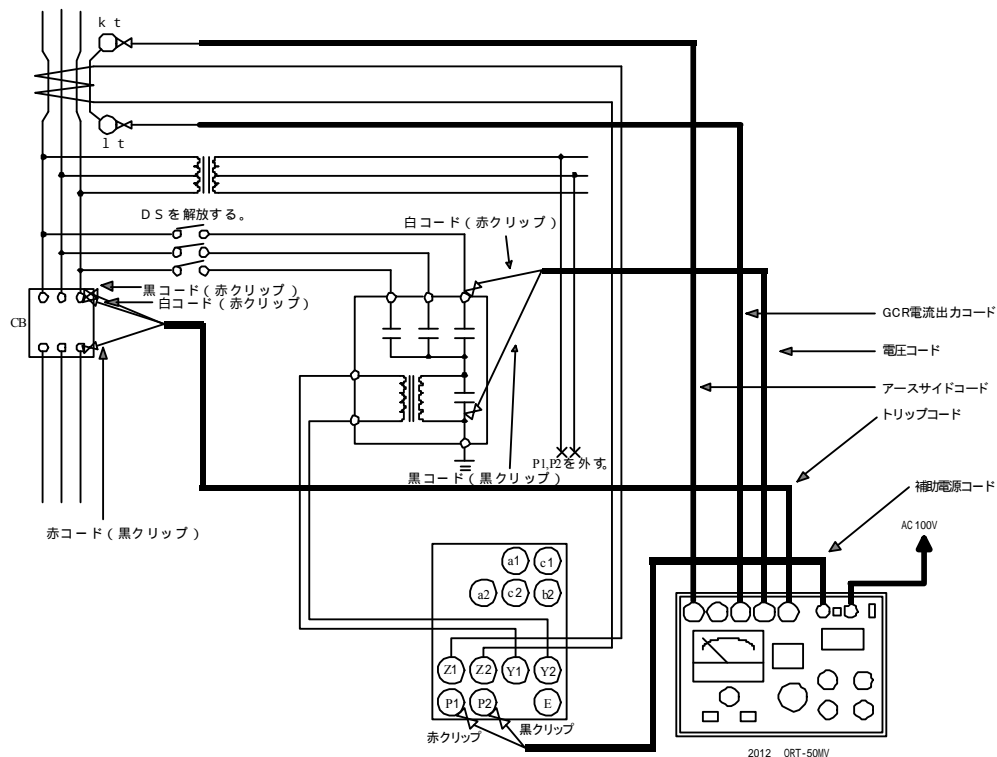 k t
l t
DSを解放する。
白コード(赤クリップ)
黒コード(赤クリップ)
白コード(赤クリップ)
CB
GCR電流出力コード
電圧コード
アースサイドコード
トリップコード
P1,P2を外す。
黒コード(黒クリップ)
補助電源コード
赤コード(黒クリップ)
AC100V
a1 c1
a2 c2 b2
Z1 Z2 Y1 Y2
P1 P2 E
赤クリップ
黒クリップ
2012 ORT-50MV